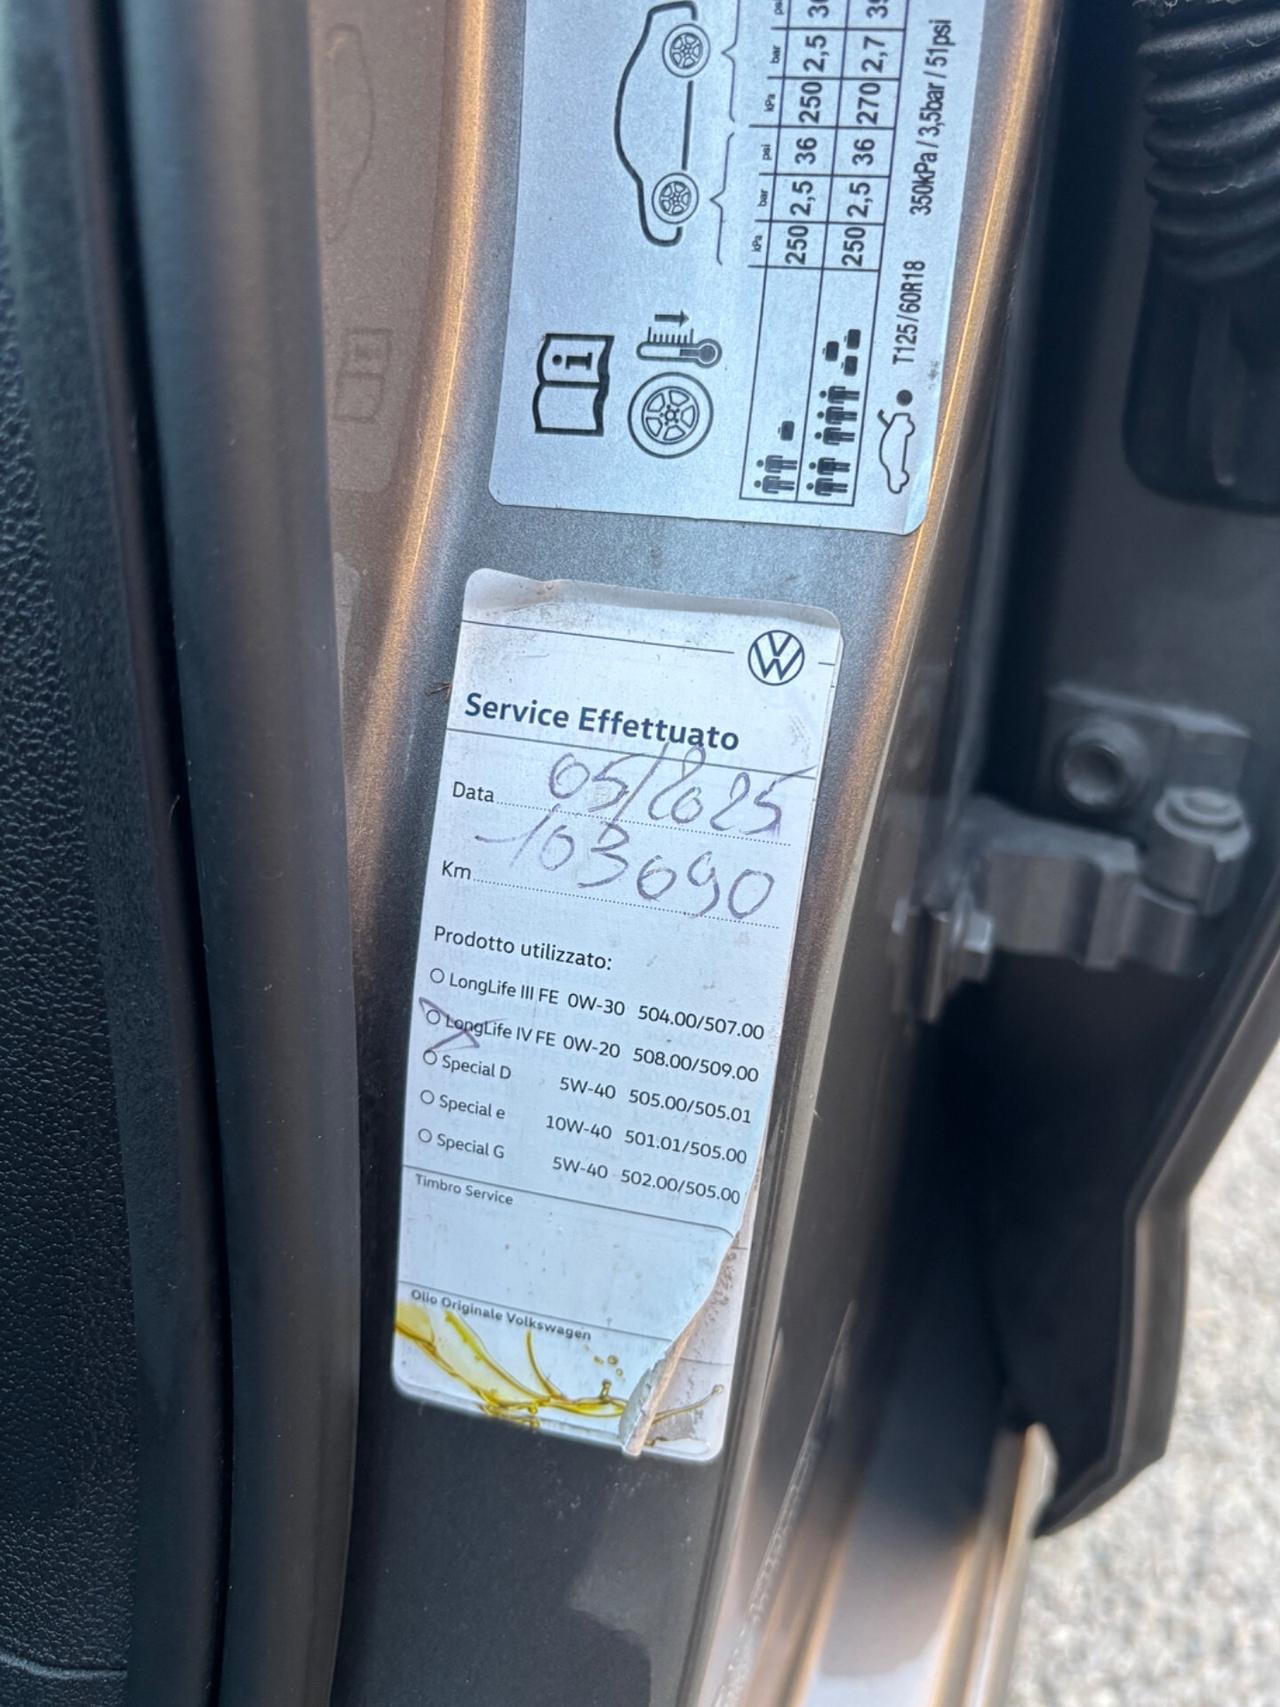 kPa bar psi kPa bar psi
250 2,5 36 250 2,5
250 2,5 36 270 2,7
T125/60R18 350kPa / 3,5bar / 51psi
Service Effettuato
Data 05/2025
Km 103090
Prodotto utilizzato:
LongLife III FE 0W-30 504.00/507.00
LongLife IV FE 0W-20 508.00/509.00
Special D 5W-40 505.00/505.01
Special e 10W-40 501.01/505.00
Special G 5W-40 502.00/505.00
Timbro Service
Olio Originale Volkswagen